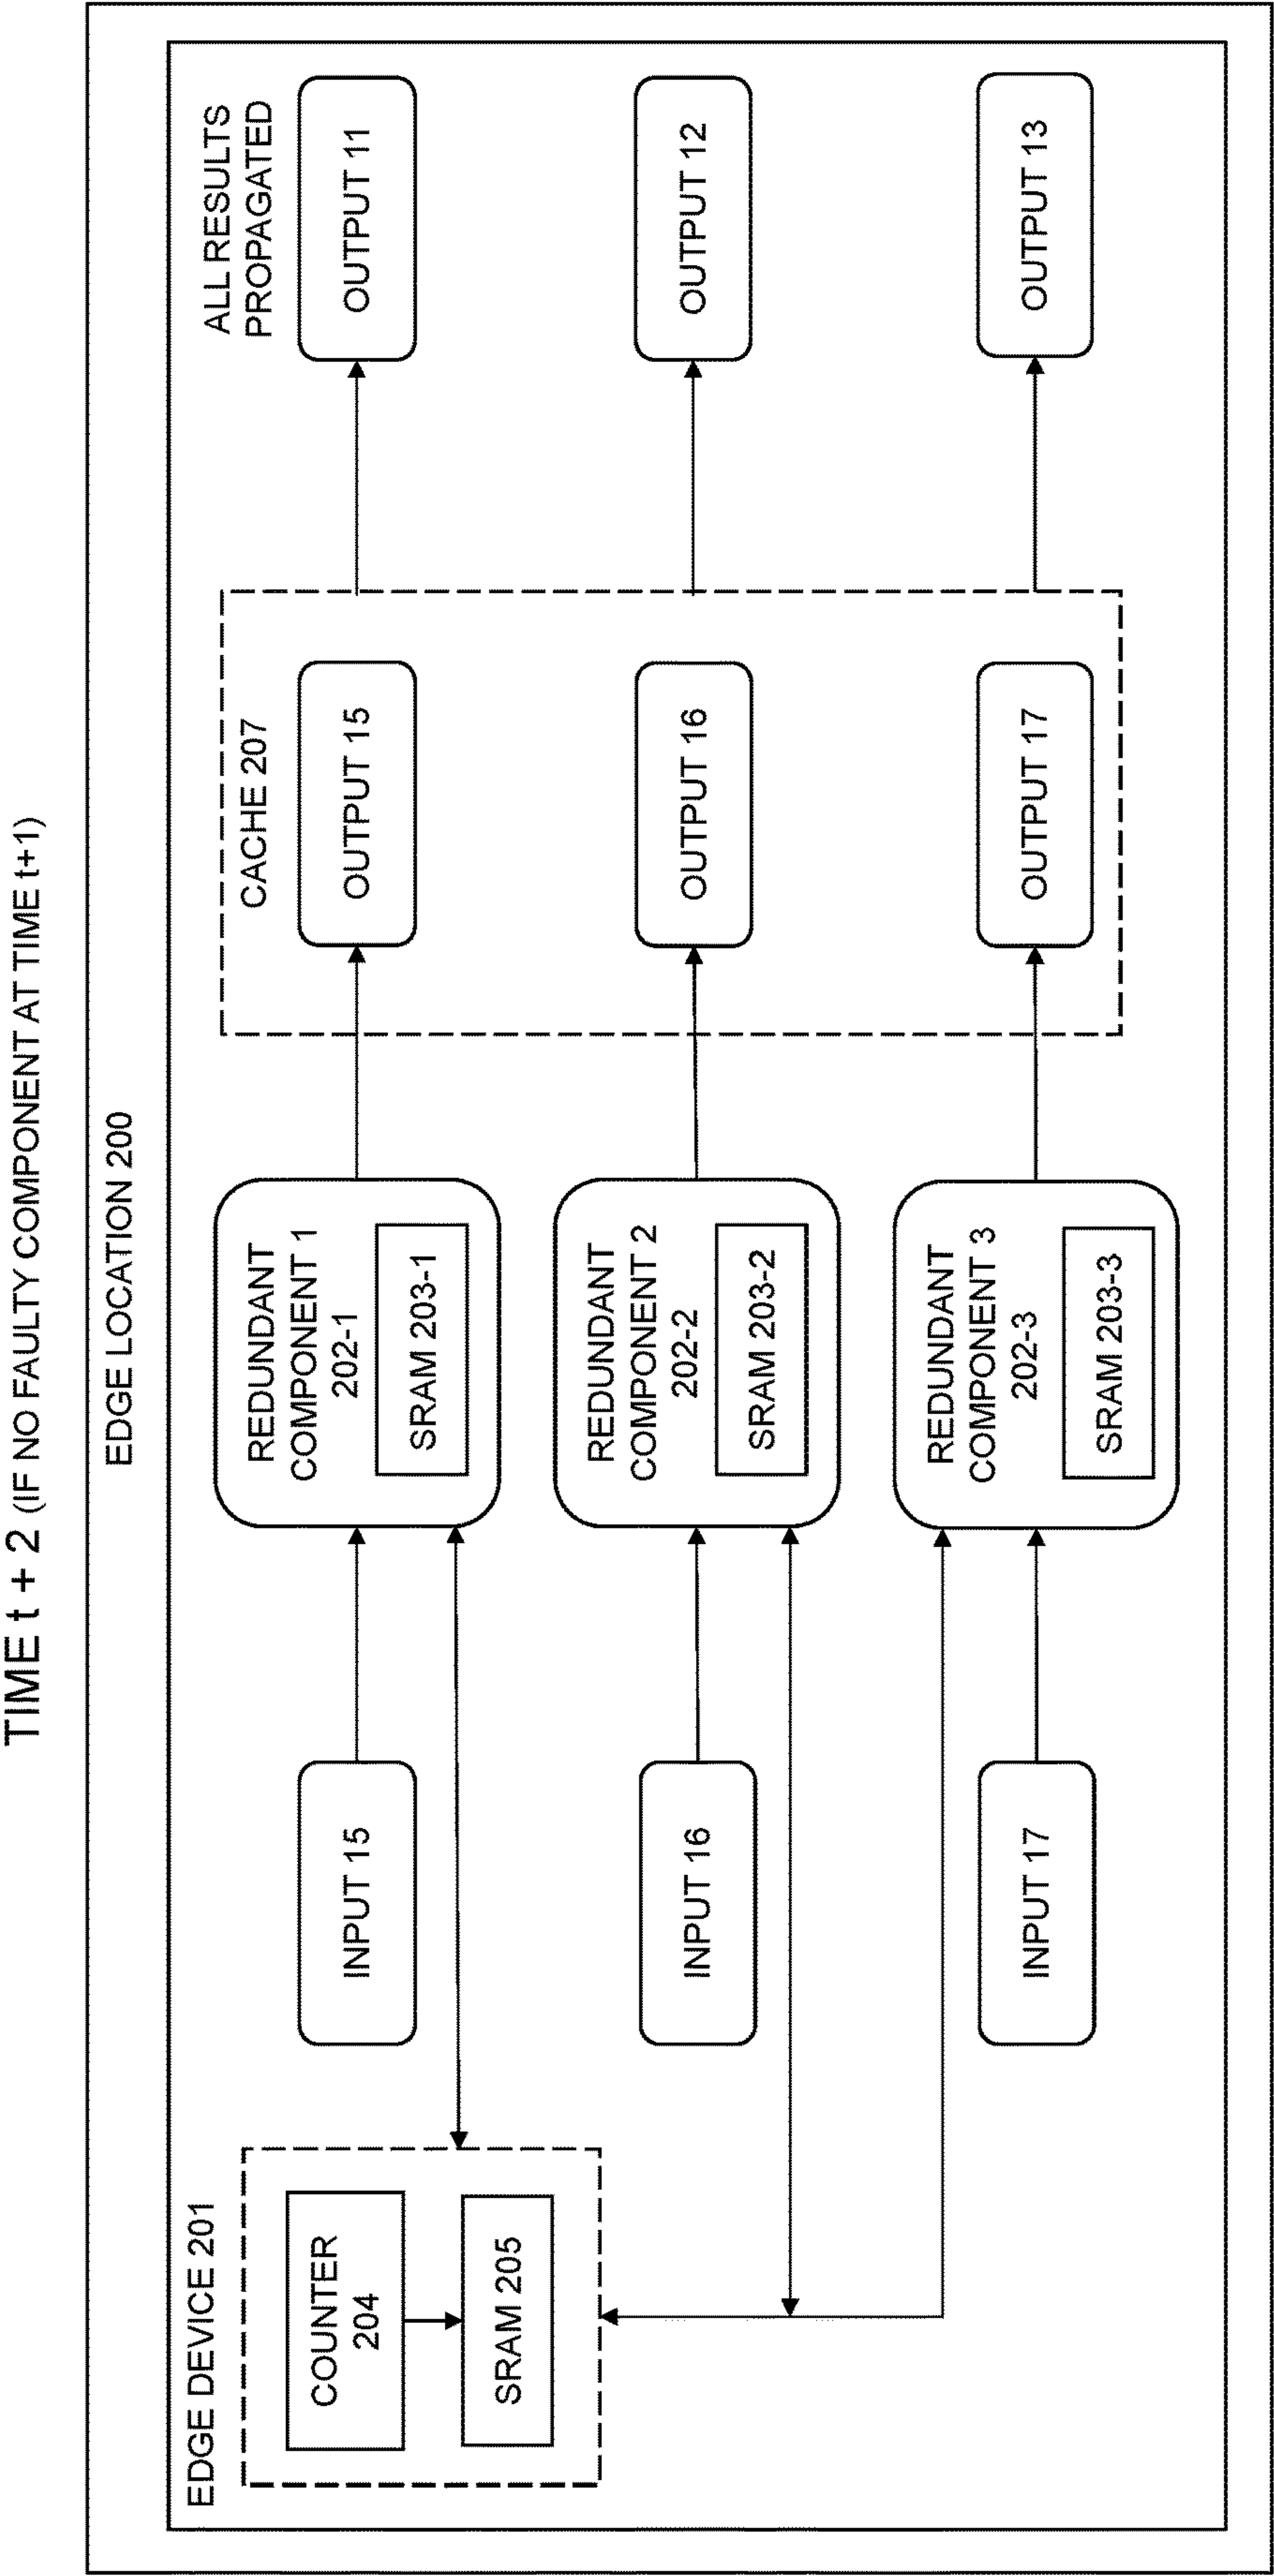 TIME t + 2 (IF NO FAULTY COMPONENT AT TIME t+1)
EDGE LOCATION 200
EDGE DEVICE 201
COUNTER
204
SRAM 205
INPUT 15
INPUT 16
INPUT 17
REDUNDANT
COMPONENT 1
202-1
SRAM 203-1
REDUNDANT
COMPONENT 2
202-2
SRAM 203-2
REDUNDANT
COMPONENT 3
202-3
SRAM 203-3
CACHE 207
OUTPUT 15
OUTPUT 16
OUTPUT 17
ALL RESULTS
PROPAGATED
OUTPUT 11
OUTPUT 12
OUTPUT 13